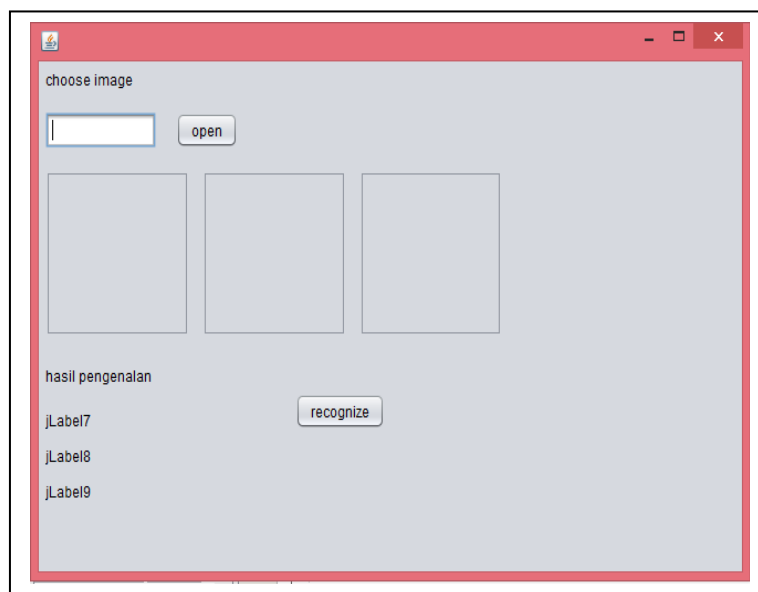 choose image
open
hasil pengenalan
recognize
jLabel7
jLabel8
jLabel9